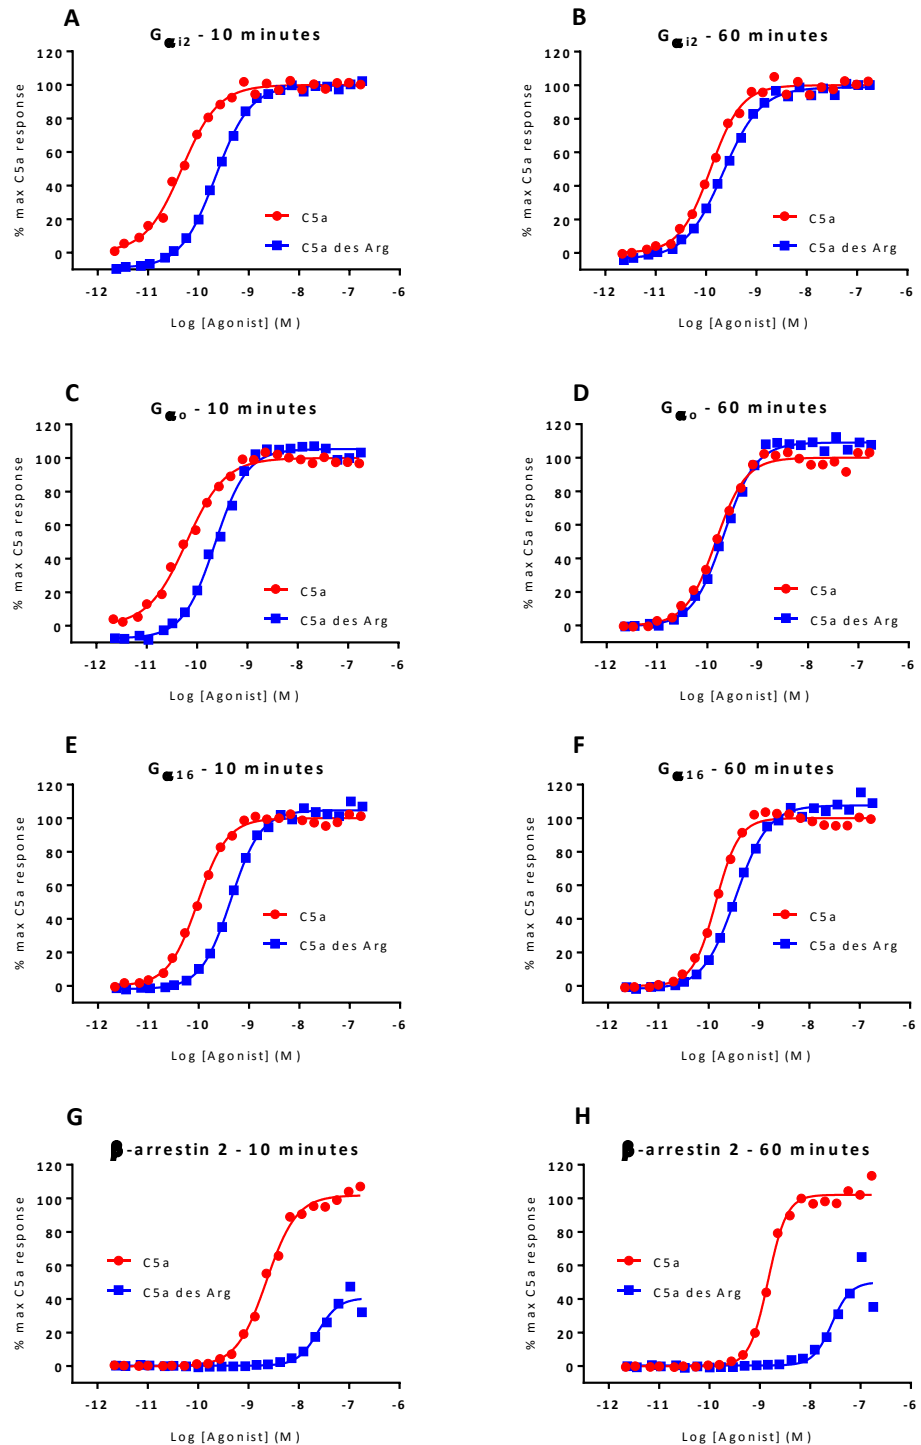 A
G αi2 - 10 minutes
% max C5a response
120
100
80
60
40
20
0
C5a
C5a des Arg
-12 -11 -10 -9 -8 -7 -6
Log [Agonist] (M)
B
G αi2 - 60 minutes
% max C5a response
120
100
80
60
40
20
0
C5a
C5a des Arg
-12 -11 -10 -9 -8 -7 -6
Log [Agonist] (M)
C
G αo - 10 minutes
% max C5a response
120
100
80
60
40
20
0
C5a
C5a des Arg
-12 -11 -10 -9 -8 -7 -6
Log [Agonist] (M)
D
G αo - 60 minutes
% max C5a response
120
100
80
60
40
20
0
C5a
C5a des Arg
-12 -11 -10 -9 -8 -7 -6
Log [Agonist] (M)
E
G α16 - 10 minutes
% max C5a response
120
100
80
60
40
20
0
C5a
C5a des Arg
-12 -11 -10 -9 -8 -7 -6
Log [Agonist] (M)
F
G α16 - 60 minutes
% max C5a response
120
100
80
60
40
20
0
C5a
C5a des Arg
-12 -11 -10 -9 -8 -7 -6
Log [Agonist] (M)
G
β-arrestin 2 - 10 minutes
% max C5a response
120
100
80
60
40
20
0
C5a
C5a des Arg
-12 -11 -10 -9 -8 -7 -6
Log [Agonist] (M)
H
β-arrestin 2 - 60 minutes
% max C5a response
120
100
80
60
40
20
0
C5a
C5a des Arg
-12 -11 -10 -9 -8 -7 -6
Log [Agonist] (M)